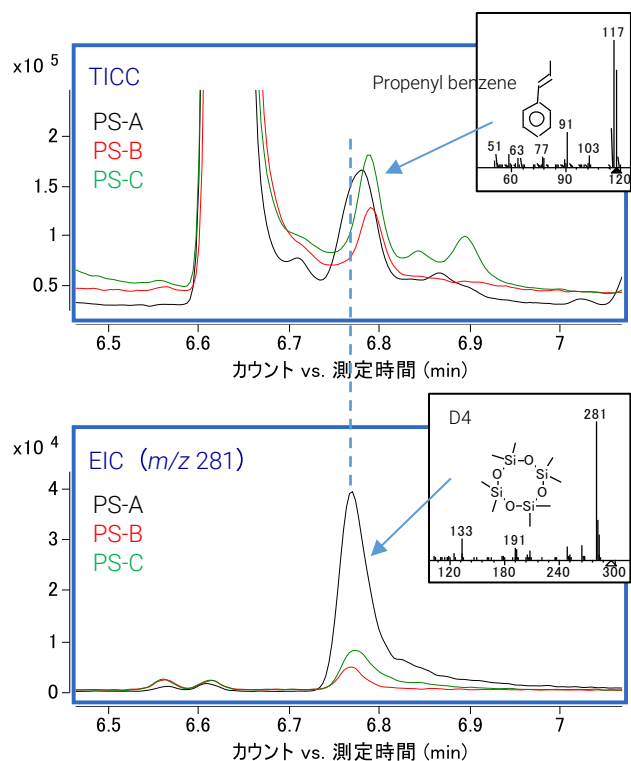 x10 5
TICC
PS-A
PS-B
PS-C
2
1.5
1
0.5
Propenyl benzene
117
51
63
77
91
103
60
90
120
6.5
6.6
6.7
6.8
6.9
7
カウント vs. 測定時間 (min)
x10 4
EIC（m/z 281）
PS-A
PS-B
PS-C
4
3
2
1
0
D4
281
Si
O
Si
O
Si
O
Si
O
133
191
120
180
240
300
6.5
6.6
6.7
6.8
6.9
7
カウント vs. 測定時間 (min)